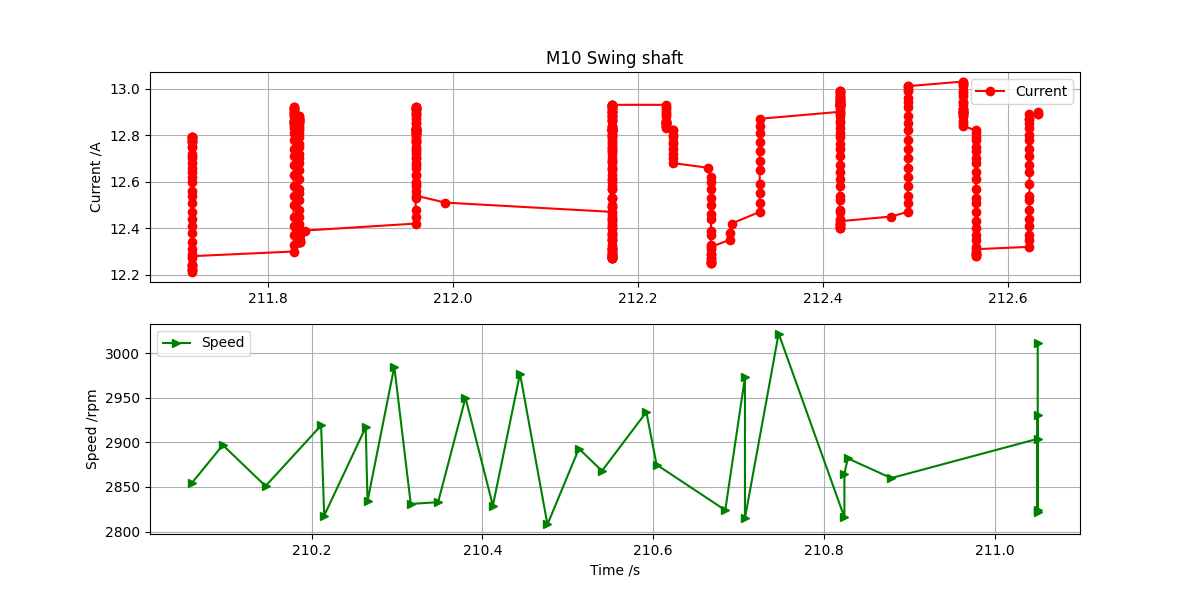 M10 Swing shaft
Current /A
13.0
12.8
12.6
12.4
12.2
Current
211.8 212.0 212.2 212.4 212.6
Speed /rpm
3000
2950
2900
2850
2800
Speed
210.2 210.4 210.6 210.8 211.0
Time /s